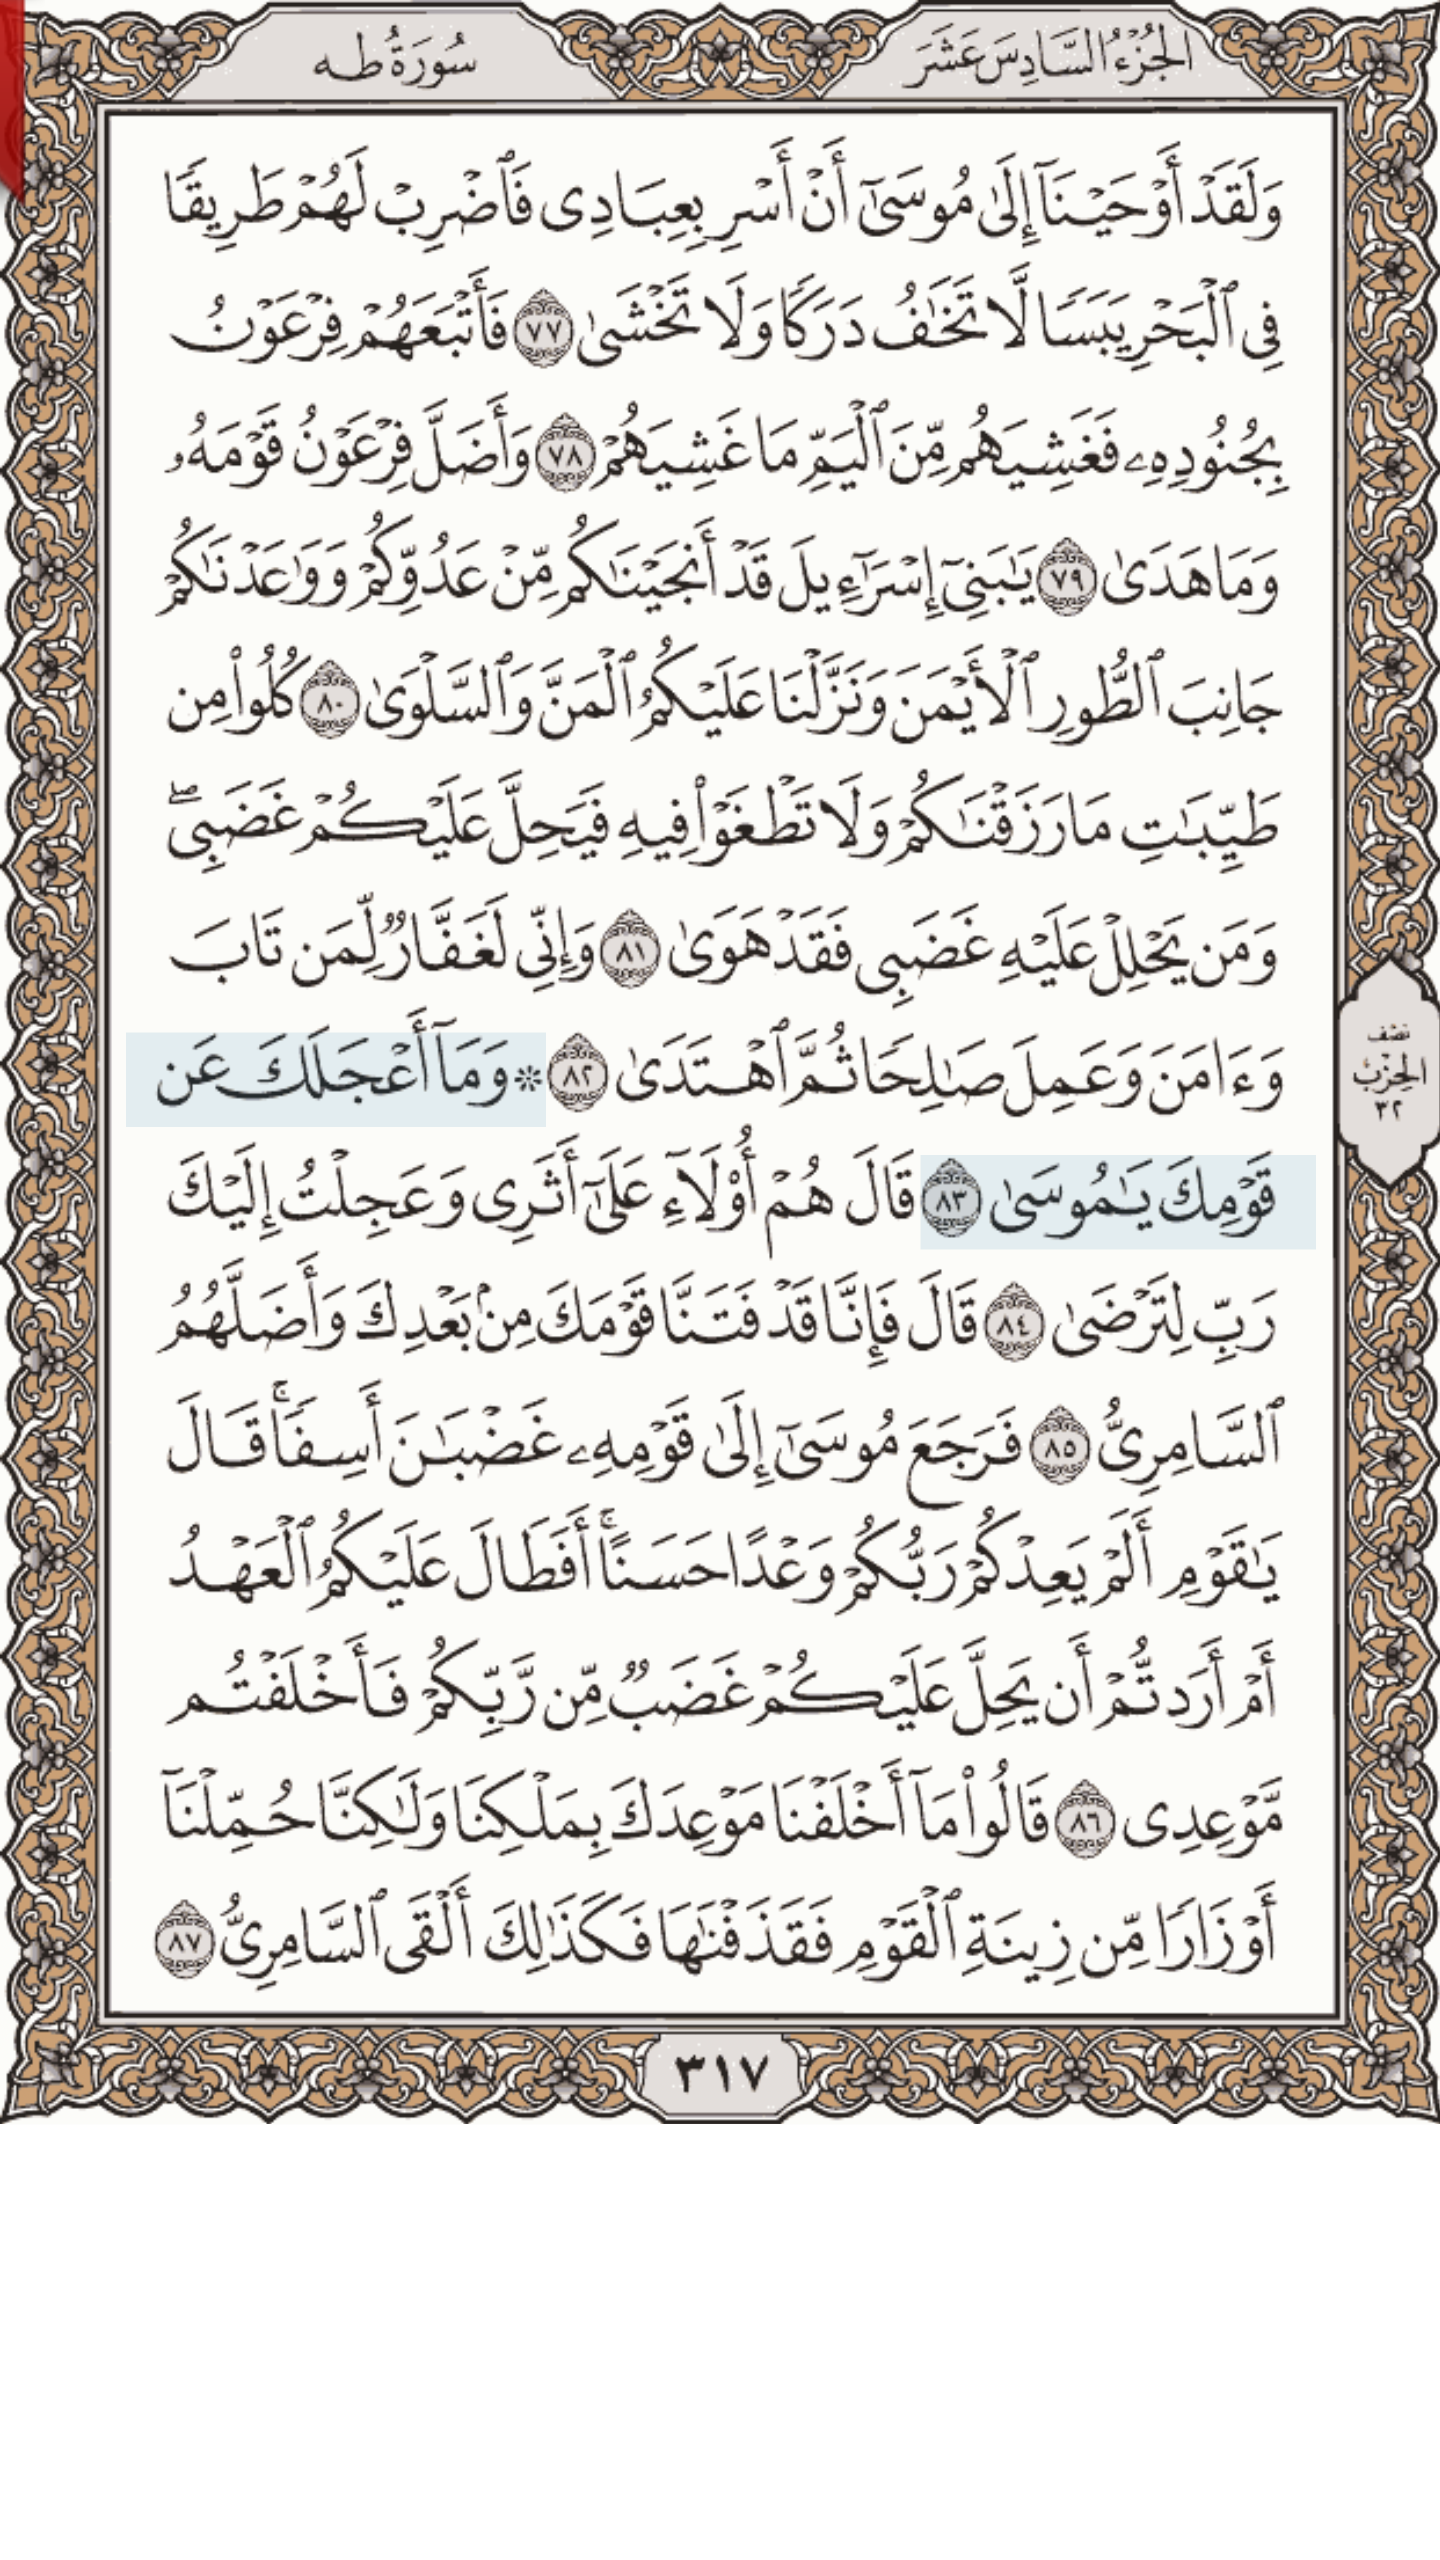 الجزء السادس عشر
سورة طه
وَلَقَدْ أَوْحَيْنَآ إِلَىٰ مُوسَىٰٓ أَنْ أَسْرِ بِعِبَادِى فَٱضْرِبْ لَهُمْ طَرِيقًا
فِى ٱلْبَحْرِ يَبَسًا لَّا تَخَٰفُ دَرَكًا وَلَا تَخْشَىٰ ٧٧ فَأَتْبَعَهُمْ فِرْعَوْنُ
بِجُنُودِهِۦ فَغَشِيَهُم مِّنَ ٱلْيَمِّ مَا غَشِيَهُمْ ٧٨ وَأَضَلَّ فِرْعَوْنُ قَوْمَهُۥ
وَمَا هَدَىٰ ٧٩ يَٰبَنِىٓ إِسْرَٰٓءِيلَ قَدْ أَنجَيْنَٰكُم مِّنْ عَدُوِّكُمْ وَوَٰعَدْنَٰكُمْ
جَانِبَ ٱلطُّورِ ٱلْأَيْمَنَ وَنَزَّلْنَا عَلَيْكُمُ ٱلْمَنَّ وَٱلسَّلْوَىٰ ٨٠ كُلُوا۟ مِن
طَيِّبَٰتِ مَا رَزَقْنَٰكُمْ وَلَا تَطْغَوْا۟ فِيهِ فَيَحِلَّ عَلَيْكُمْ غَضَبِى ۖ
وَمَن يَحْلِلْ عَلَيْهِ غَضَبِى فَقَدْ هَوَىٰ ٨١ وَإِنِّى لَغَفَّارٌ لِّمَن تَابَ
وَءَامَنَ وَعَمِلَ صَٰلِحًا ثُمَّ ٱهْتَدَىٰ ٨٢ ۞ وَمَآ أَعْجَلَكَ عَن
نصف
الحزب
٣٢
قَوْمِكَ يَٰمُوسَىٰ ٨٣ قَالَ هُمْ أُو۟لَآءِ عَلَىٰٓ أَثَرِى وَعَجِلْتُ إِلَيْكَ
رَبِّ لِتَرْضَىٰ ٨٤ قَالَ فَإِنَّا قَدْ فَتَنَّا قَوْمَكَ مِنۢ بَعْدِكَ وَأَضَلَّهُمُ
ٱلسَّامِرِىُّ ٨٥ فَرَجَعَ مُوسَىٰٓ إِلَىٰ قَوْمِهِۦ غَضْبَٰنَ أَسِفًا ۚ قَالَ
يَٰقَوْمِ أَلَمْ يَعِدْكُمْ رَبُّكُمْ وَعْدًا حَسَنًا ۚ أَفَطَالَ عَلَيْكُمُ ٱلْعَهْدُ
أَمْ أَرَدتُّمْ أَن يَحِلَّ عَلَيْكُمْ غَضَبٌ مِّن رَّبِّكُمْ فَأَخْلَفْتُم
مَّوْعِدِى ٨٦ قَالُوا۟ مَآ أَخْلَفْنَا مَوْعِدَكَ بِمَلْكِنَا وَلَٰكِنَّا حُمِّلْنَآ
أَوْزَارًا مِّن زِينَةِ ٱلْقَوْمِ فَقَذَفْنَٰهَا فَكَذَٰلِكَ أَلْقَى ٱلسَّامِرِىُّ ٨٧
٣١٧